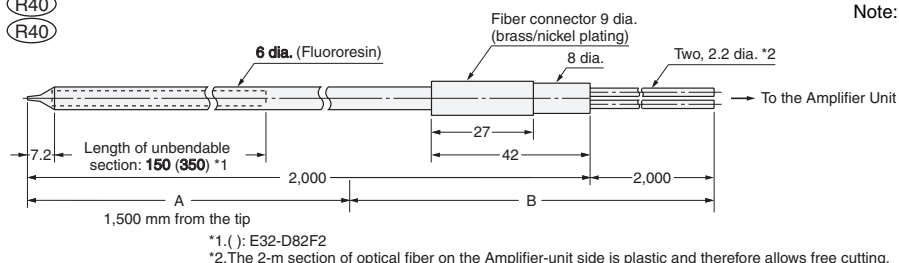 R40
R40
Note:
Fiber connector 9 dia.
(brass/nickel plating)
6 dia. (Fluororesin)
8 dia.
Two, 2.2 dia. *2
To the Amplifier Unit
27
42
7.2
Length of unbendable
section: 150 (350) *1
2,000
2,000
A
B
1,500 mm from the tip
*1.( ): E32-D82F2
*2.The 2-m section of optical fiber on the Amplifier-unit side is plastic and therefore allows free cutting.